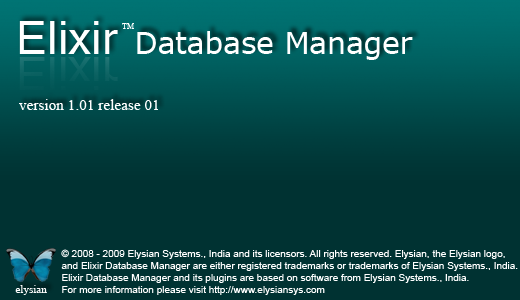 Elixir™ Database Manager
version 1.01 release 01
© 2008 - 2009 Elysian Systems., India and its licensors. All rights reserved. Elysian, the Elysian logo,
and Elixir Database Manager are either registered trademarks or trademarks of Elysian Systems., India.
Elixir Database Manager and its plugins are based on software from Elysian Systems., India.
For more information please visit http://www.elysiansys.com
elysian